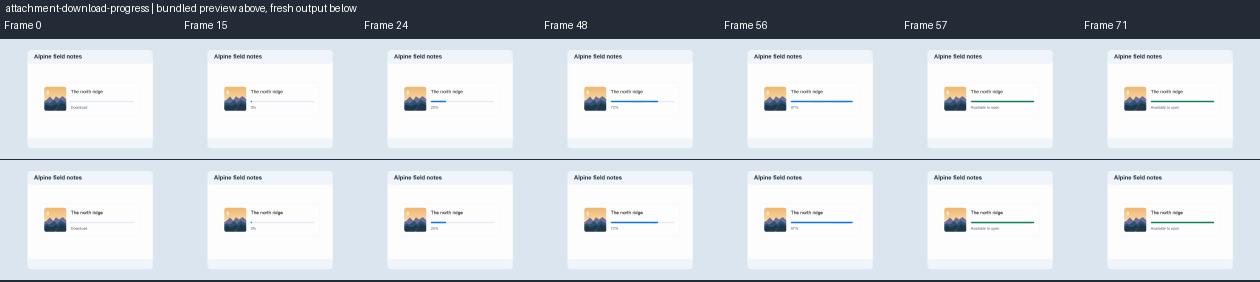 attachment-download-progress | bundled preview above, fresh output below
Frame 0 Frame 15 Frame 24 Frame 48 Frame 56 Frame 57 Frame 71
Alpine field notes Alpine field notes Alpine field notes Alpine field notes Alpine field notes Alpine field notes Alpine field notes
The north ridge The north ridge The north ridge The north ridge The north ridge The north ridge The north ridge
Download Available to open Available to open
Alpine field notes Alpine field notes Alpine field notes Alpine field notes Alpine field notes Alpine field notes Alpine field notes
The north ridge The north ridge The north ridge The north ridge The north ridge The north ridge The north ridge
Download Available to open Available to open